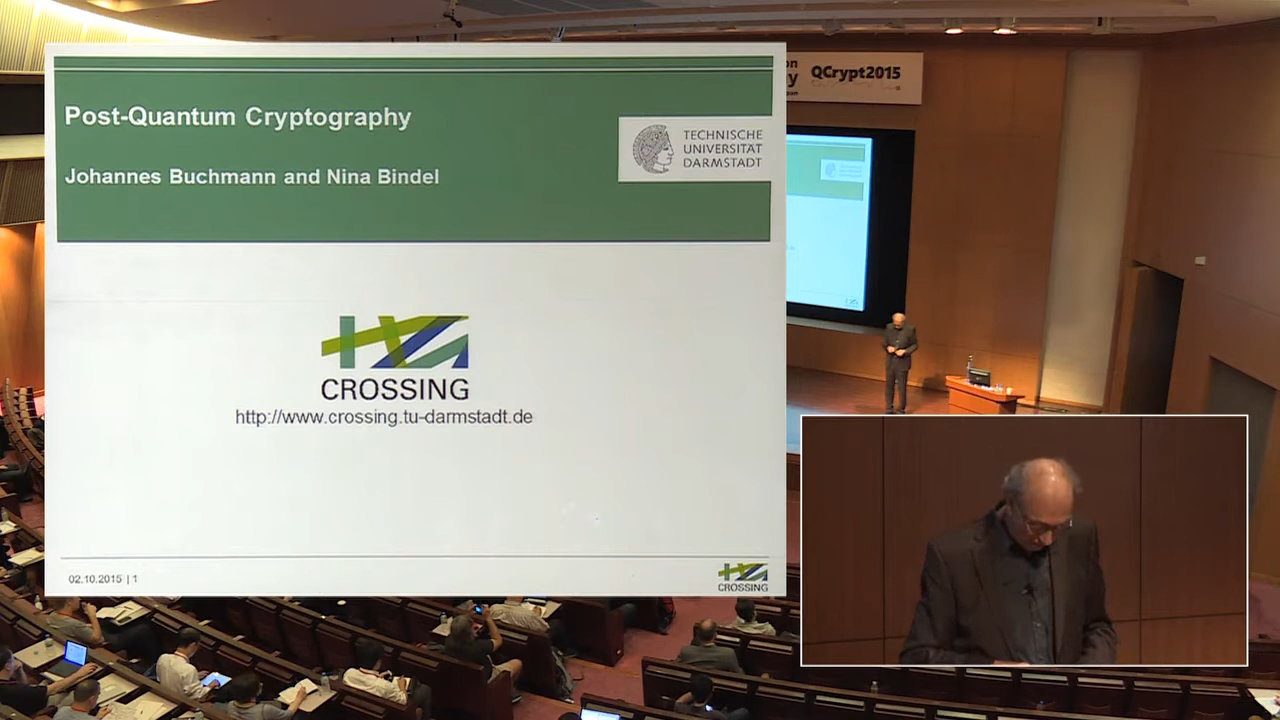 Post-Quantum Cryptography
Johannes Buchmann and Nina Bindel
TECHNISCHE
UNIVERSITÄT
DARMSTADT
CROSSING
http://www.crossing.tu-darmstadt.de
02.10.2015 | 1
CROSSING
QCrypt2015